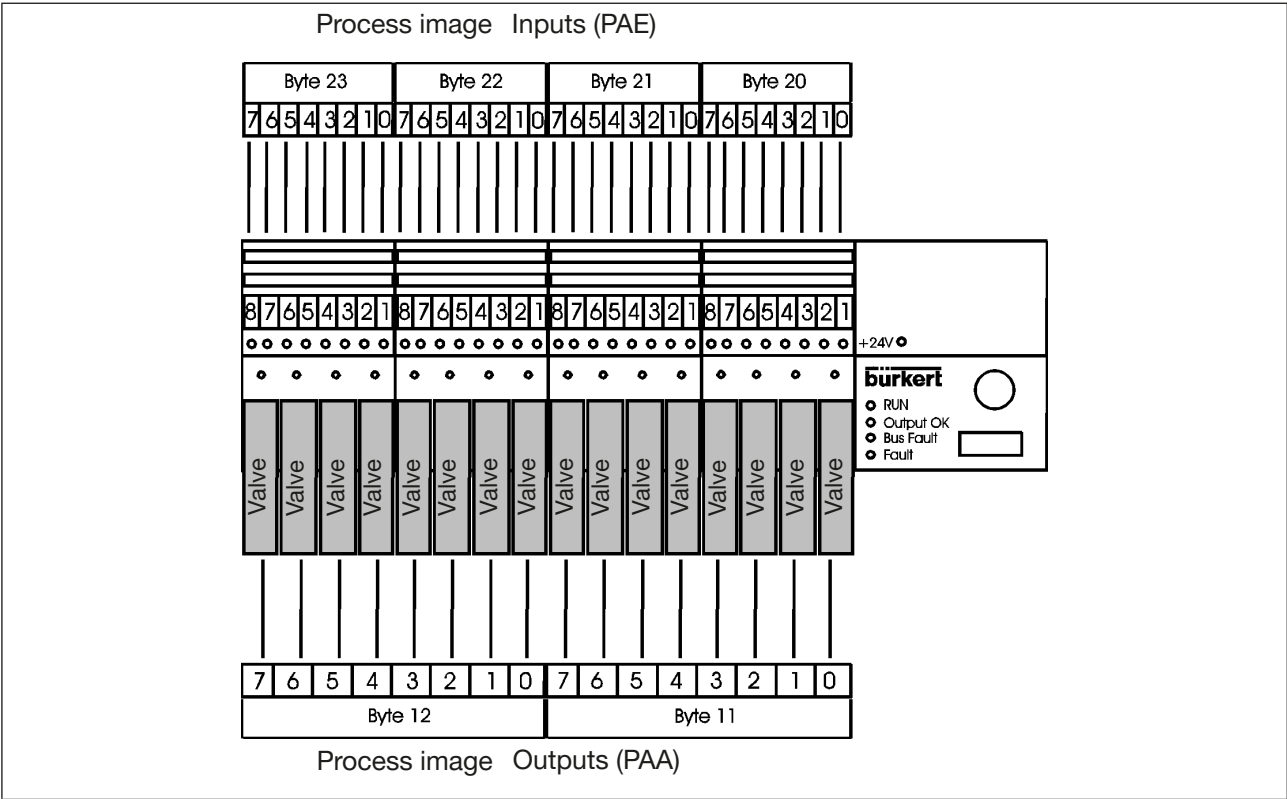 Process image Inputs (PAE)
Byte 23 Byte 22 Byte 21 Byte 20
7 6 5 4 3 2 1 0 7 6 5 4 3 2 1 0 7 6 5 4 3 2 1 0 7 6 5 4 3 2 1 0
8 7 6 5 4 3 2 1 8 7 6 5 4 3 2 1 8 7 6 5 4 3 2 1 8 7 6 5 4 3 2 1
+24V
bürkert
RUN
Output OK
Bus Fault
Fault
Valve Valve Valve Valve Valve Valve Valve Valve Valve Valve Valve Valve Valve Valve Valve Valve
7 6 5 4 3 2 1 0 7 6 5 4 3 2 1 0
Byte 12 Byte 11
Process image Outputs (PAA)